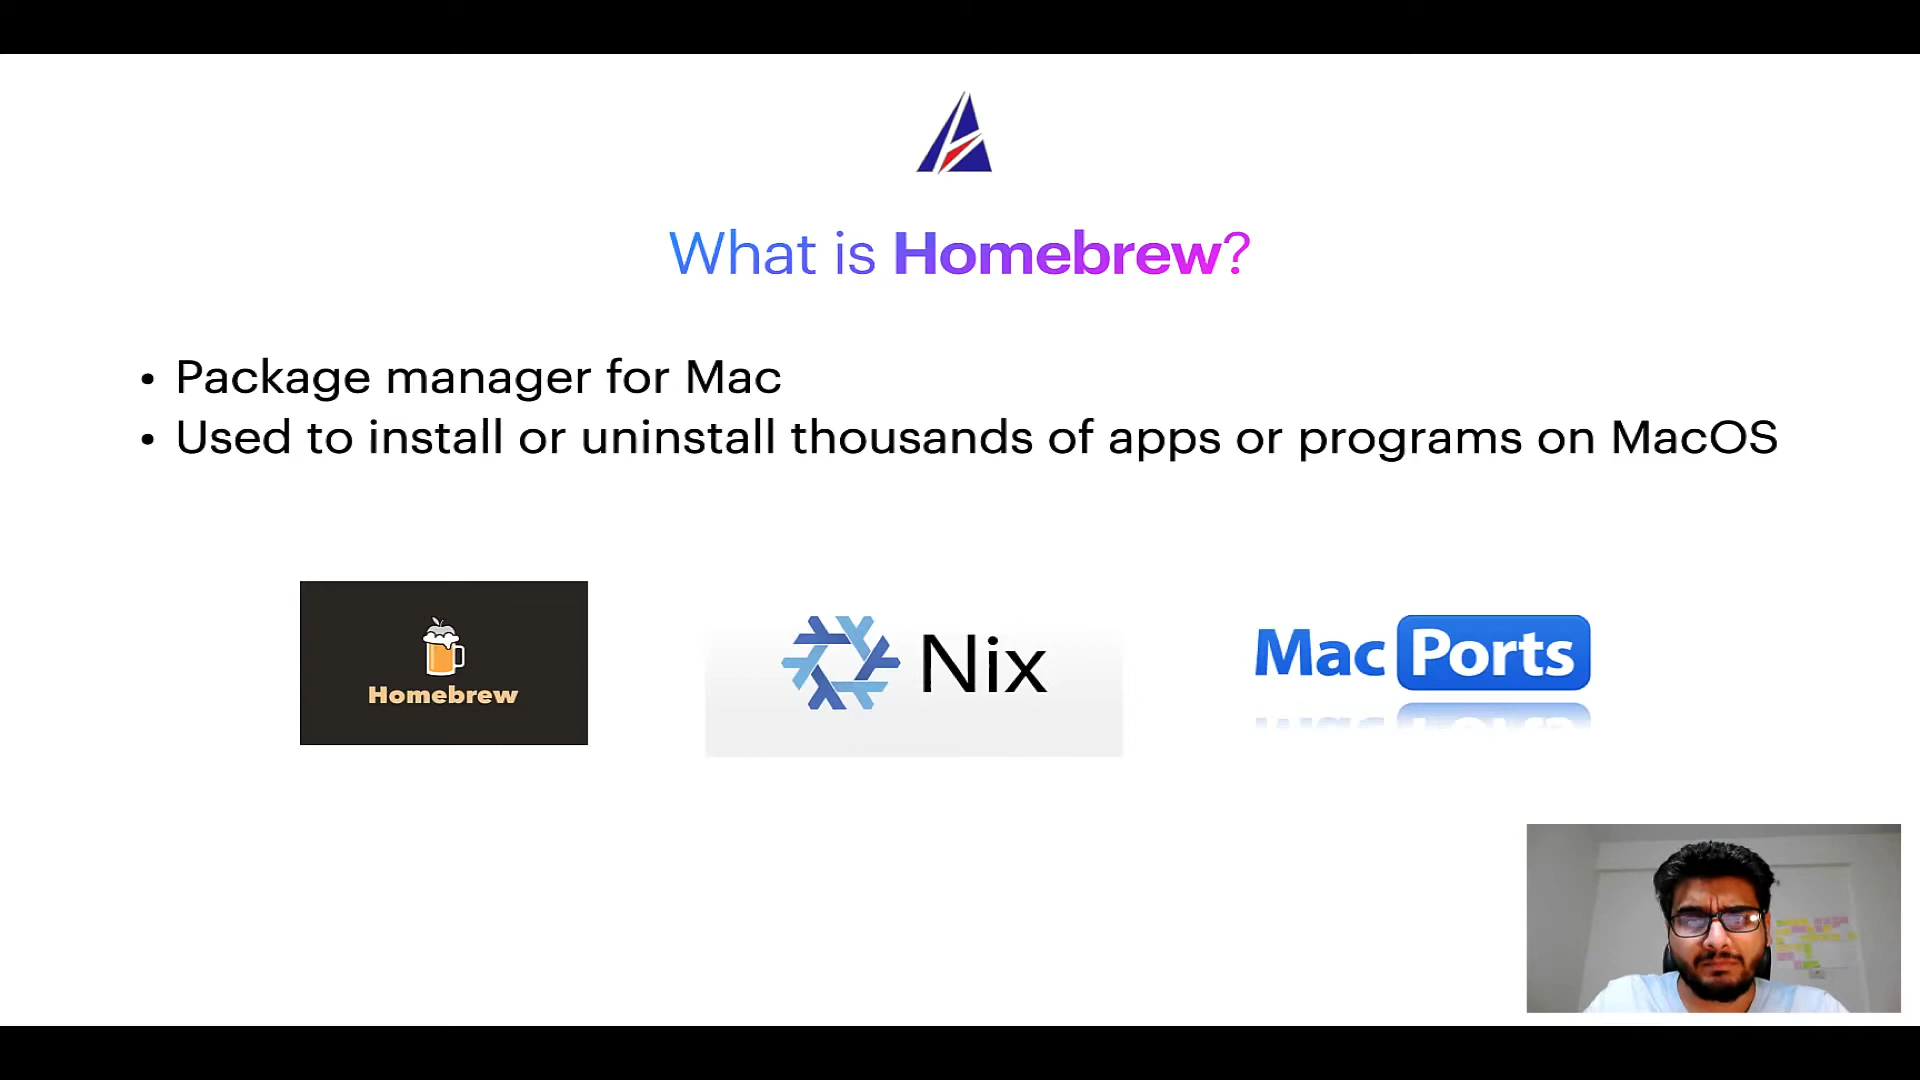 What is Homebrew?
• Package manager for Mac
• Used to install or uninstall thousands of apps or programs on MacOS
Homebrew
Nix
Mac Ports